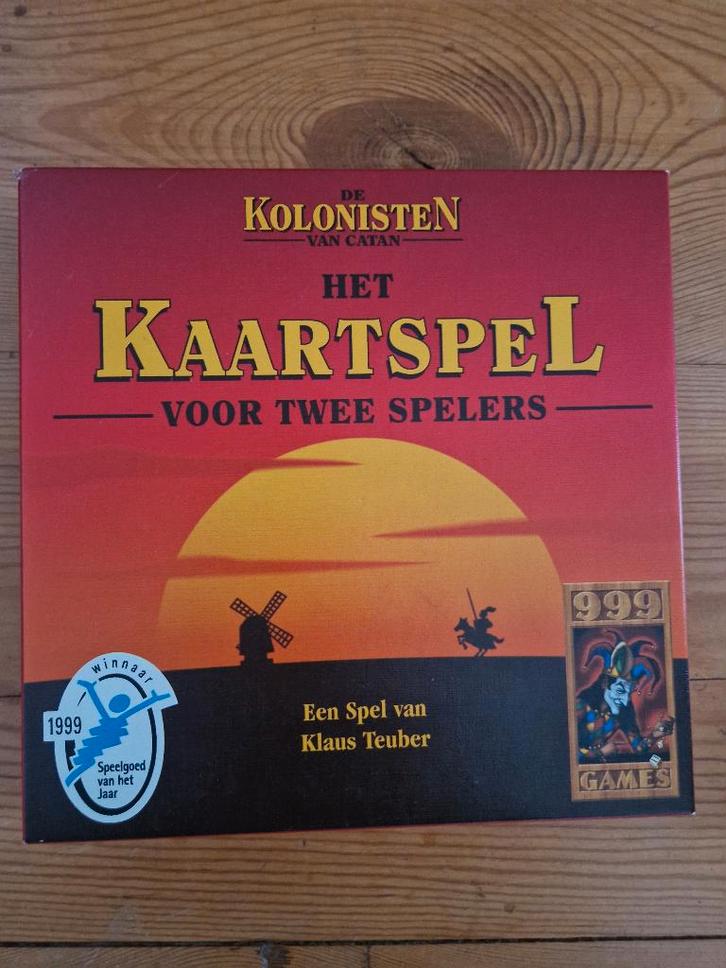 DE
KOLONISTEN
VAN CATAN
HET
KAARTSPEL
VOOR TWEE SPELERS
Een Spel van
Klaus Teuber
winnaar
1999
Speelgoed
van het
Jaar
999
GAMES